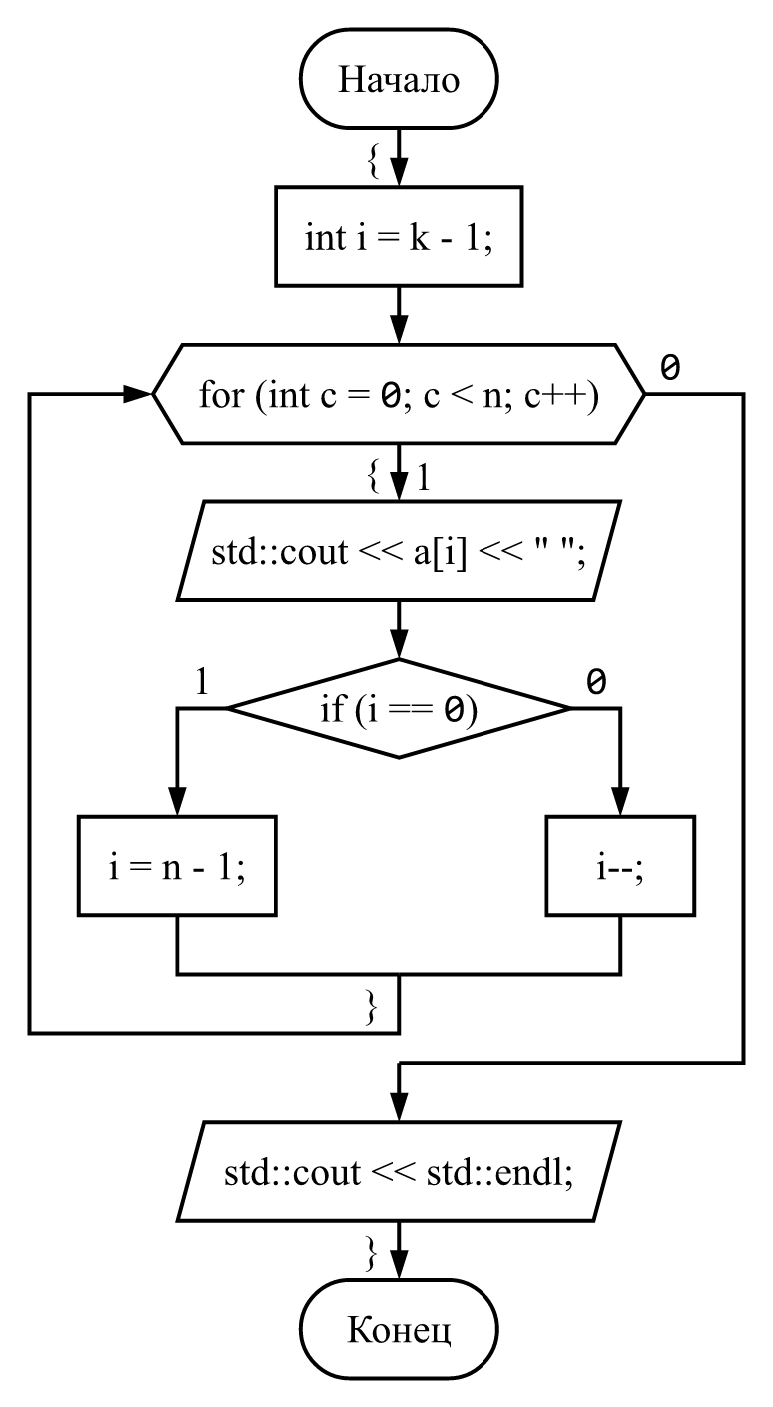 Начало
{
int i = k - 1;
for (int c = 0; c < n; c++)
0
{ 1
std::cout << a[i] << " ";
1
if (i == 0)
0
i = n - 1;
i--;
}
std::cout << std::endl;
}
Конец